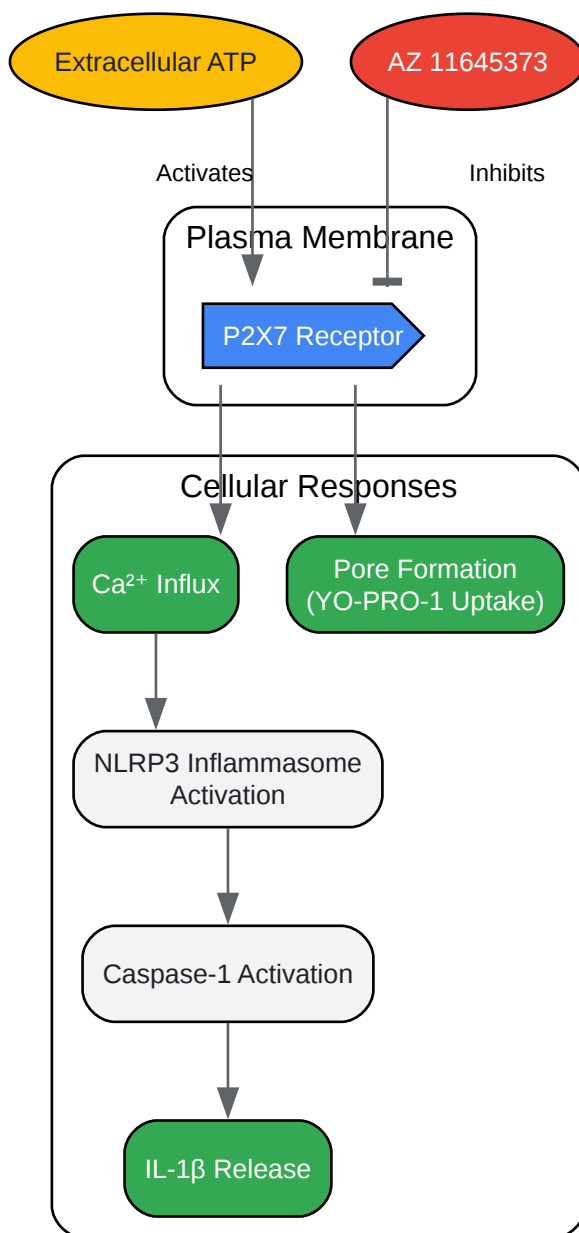 Extracellular ATP
AZ 11645373
Activates
Inhibits
Plasma Membrane
P2X7 Receptor
Cellular Responses
Ca²⁺ Influx
Pore Formation
(YO-PRO-1 Uptake)
NLRP3 Inflammasome
Activation
Caspase-1 Activation
IL-1β Release